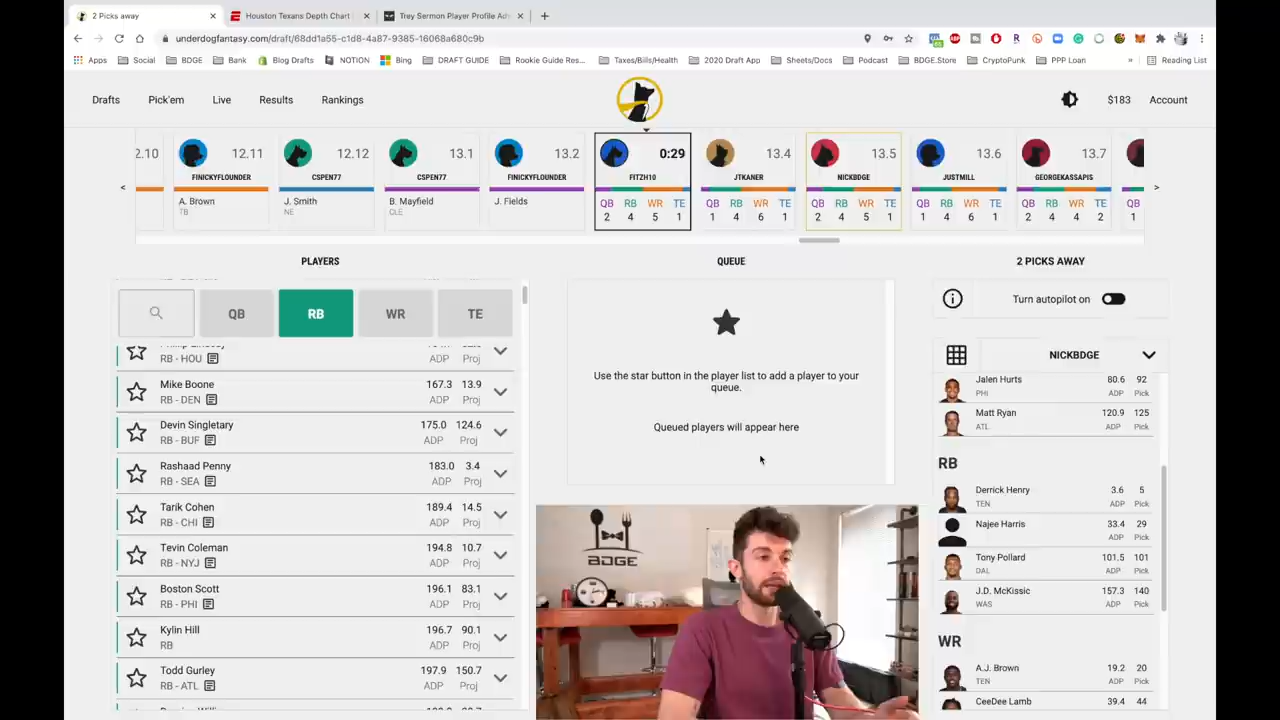 2 Picks away
Houston Texans Depth Chart
Trey Sermon Player Profile Adv
underdogfantasy.com/draft/68dd1a55-c1d8-4a87-9385-16068a680c9b
Apps
Social
BDGE
Bank
Blog Drafts
NOTION
Bing
DRAFT GUIDE
Rookie Guide Res...
Taxes/Bills/Health
2020 Draft App
Sheets/Docs
Podcast
BDGE.Store
CryptoPunk
PPP Loan
»
Reading List
Drafts
Pick'em
Live
Results
Rankings
$183
Account
2.10
12.11
FINICKYFLOUNDER
A. Brown
TB
12.12
CSPEN77
J. Smith
NE
13.1
CSPEN77
B. Mayfield
CLE
13.2
FINICKYFLOUNDER
J. Fields
0:29
FITZH10
QB RB WR TE
2 4 5 1
13.4
JTKANER
QB RB WR TE
1 4 6 1
13.5
NICKBDGE
QB RB WR TE
2 4 5 1
13.6
JUSTMILL
QB RB WR TE
1 4 6 1
13.7
GEORGEKASSAPIS
QB RB WR TE
2 4 4 2
QB
1
<
>
PLAYERS
QUEUE
2 PICKS AWAY
QB
RB
WR
TE
RB - HOU
ADP Proj
Mike Boone 167.3 13.9
RB - DEN ADP Proj
Devin Singletary 175.0 124.6
RB - BUF ADP Proj
Rashaad Penny 183.0 3.4
RB - SEA ADP Proj
Tarik Cohen 189.4 14.5
RB - CHI ADP Proj
Tevin Coleman 194.8 10.7
RB - NYJ ADP Proj
Boston Scott 196.1 83.1
RB - PHI ADP Proj
Kylin Hill 196.7 90.1
RB ADP Proj
Todd Gurley 197.9 150.7
RB - ATL ADP Proj
Use the star button in the player list to add a player to your
queue.
Queued players will appear here
BDGE
Turn autopilot on
NICKBDGE
Jalen Hurts 80.6 92
PHI ADP Pick
Matt Ryan 120.9 125
ATL ADP Pick
RB
Derrick Henry 3.6 5
TEN ADP Pick
Najee Harris 33.4 29
ADP Pick
Tony Pollard 101.5 101
DAL ADP Pick
J.D. McKissic 157.3 140
WAS ADP Pick
WR
A.J. Brown 19.2 20
TEN ADP Pick
CeeDee Lamb 39.4 44
ADP Pick